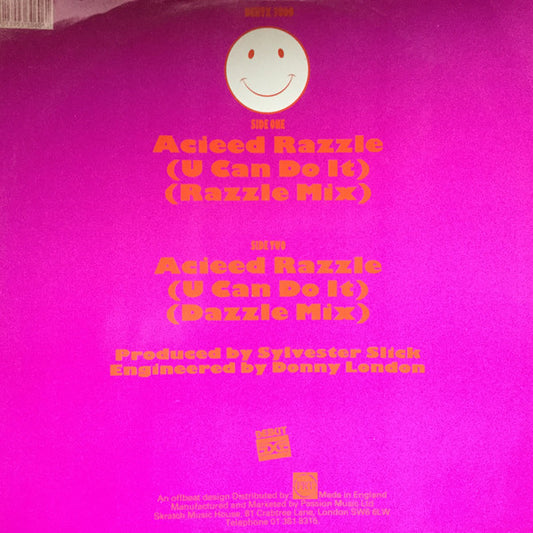 DEBTX 3060
SIDE ONE
Acieed Razzle
(U Can Do It)
(Razzle Mix)
SIDE TWO
Acieed Razzle
(U Can Do It)
(Dazzle Mix)
Produced by Sylvester Slick
Engineered by Donny London
DEBUT
An offbeat design Distributed by Made in England
Manufactured and Marketed by Passion Music Ltd
Skratch Music House, 81 Crabtree Lane, London SW6 6LW
Telephone 01 381 8315.